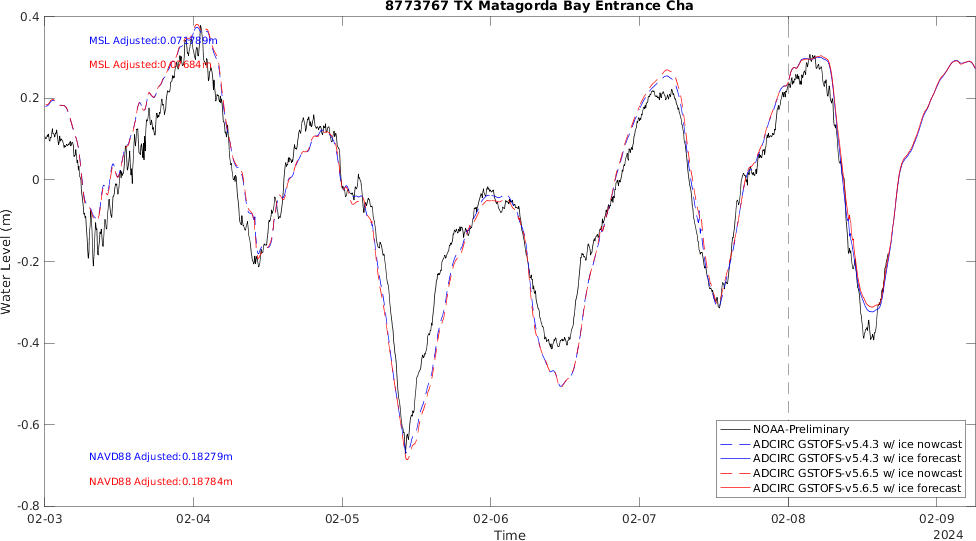 8773767 TX Matagorda Bay Entrance Cha
0.4
0.2
0
-0.2
-0.4
-0.6
-0.8
Water Level (m)
MSL Adjusted:
MSL Adjusted:
NAVD88 Adjusted:0.18279m
NAVD88 Adjusted:0.18784m
NOAA-Preliminary
ADCIRC GSTOFS-v5.4.3 w/ ice nowcast
ADCIRC GSTOFS-v5.4.3 w/ ice forecast
ADCIRC GSTOFS-v5.6.5 w/ ice nowcast
ADCIRC GSTOFS-v5.6.5 w/ ice forecast
02-03 02-04 02-05 02-06 02-07 02-08 02-09
Time
2024